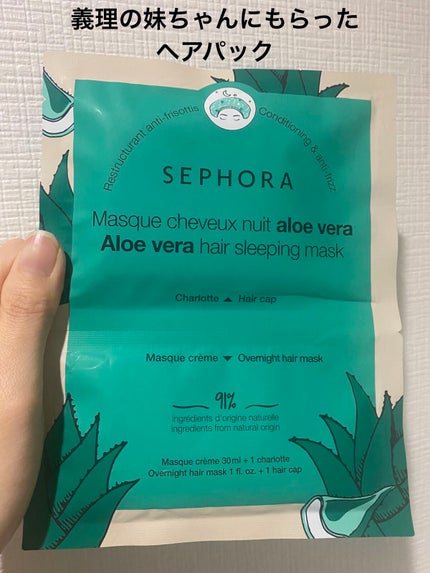 義理の妹ちゃんにもらった
ヘアパック
Restructurant anti-frisottis
Conditioning & anti-frizz
SEPHORA
Masque cheveux nuit aloe vera
Aloe vera hair sleeping mask
Charlotte ▲ Hair cap
Masque crème ▼ Overnight hair mask
91%
ingrédients d'origine naturelle
ingredients from natural origin
Masque crème 30ml + 1 charlotte
Overnight hair mask 1 fl. oz. + 1 hair cap